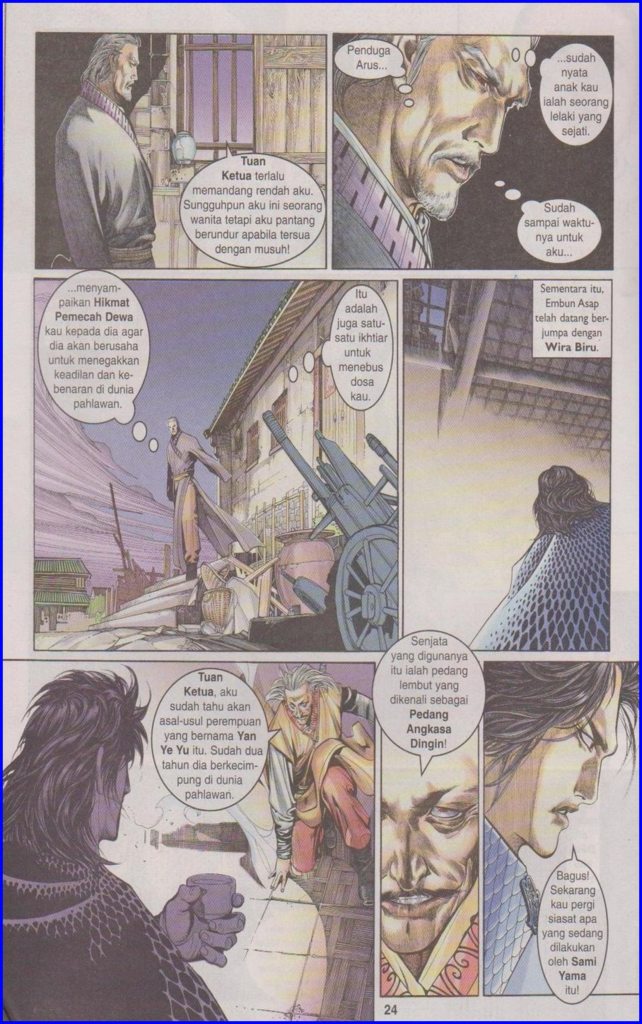 Tuan
Ketua terlalu
memandang rendah aku.
Sungguhpun aku ini seorang
wanita tetapi aku pantang
berundur apabila tersua
dengan musuh!
Penduga
Arus...
...sudah
nyata
anak kau
ialah seorang
lelaki yang
sejati.
Sudah
sampai waktu-
nya untuk
aku...
...menyam-
paikan Hikmat
Pemecah Dewa
kau kepada dia agar
dia akan berusaha
untuk menegakkan
keadilan dan ke-
benaran di dunia
pahlawan.
Itu
adalah
juga satu-
satu ikhtiar
untuk
menebus
dosa
kau.
Sementara itu,
Embun Asap
telah datang ber-
jumpa dengan
Wira Biru.
Tuan
Ketua, aku
sudah tahu akan
asal-usul perempuan
yang bernama Yan
Ye Yu itu. Sudah dua
tahun dia berkecim-
pung di dunia
pahlawan.
Senjata
yang digunanya
itu ialah pedang
lembut yang
dikenali sebagai
Pedang
Angkasa
Dingin!
Bagus!
Sekarang
kau pergi
siasat apa
yang sedang
dilakukan
oleh Sami
Yama
itu!
24